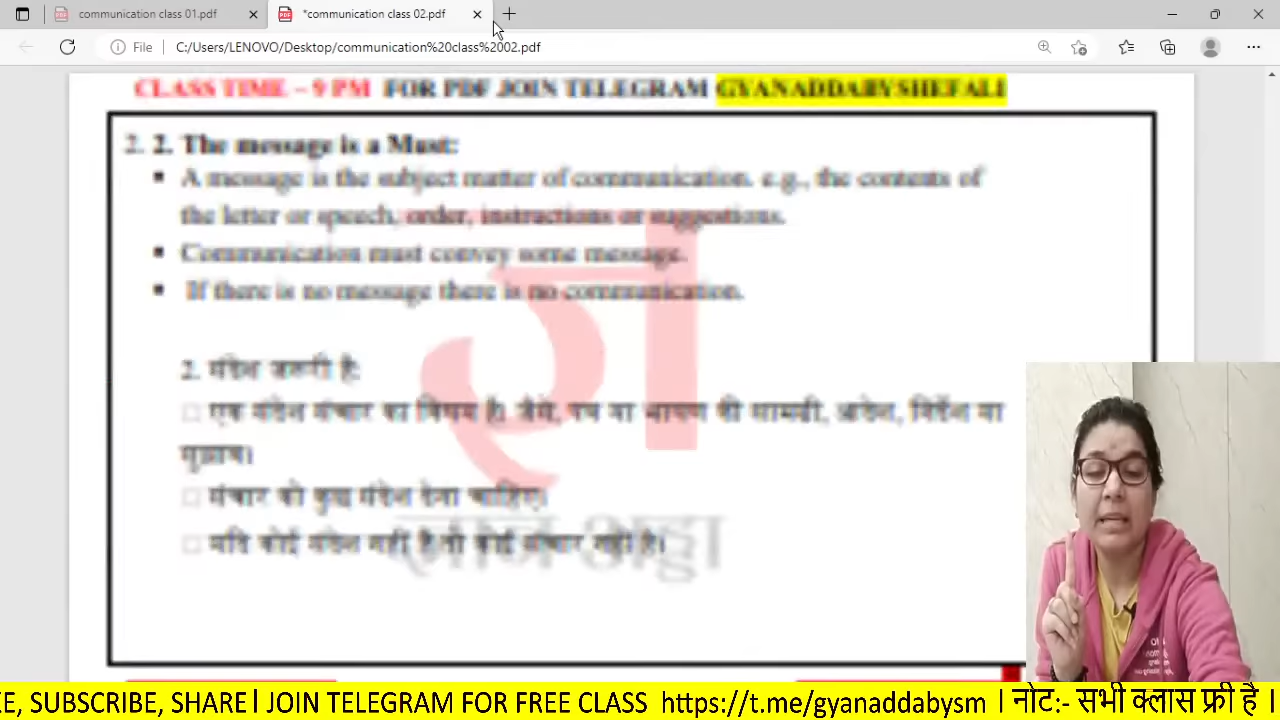 communication class 01.pdf
*communication class 02.pdf
File
C:/Users/LENOVO/Desktop/communication%20class%2002.pdf
CLASS TIME – 9 PM FOR PDF JOIN TELEGRAM GYANADDABYSHEFALI
2. 2. The message is a Must:
▪ A message is the subject matter of communication. e.g., the contents of
the letter or speech, order, instructions or suggestions.
▪ Communication must convey some message.
▪ If there is no message there is no communication.
2. संदेश जरूरी है:
□ एक संदेश संचार का विषय है। जैसे, पत्र या भाषण की सामग्री, आदेश, निर्देश या
सुझाव।
□ संचार को कुछ संदेश देना चाहिए।
□ यदि कोई संदेश नहीं है तो कोई संचार नहीं है।
E, SUBSCRIBE, SHARE। JOIN TELEGRAM FOR FREE CLASS https://t.me/gyanaddabysm । नोट:- सभी क्लास फ्री है ।